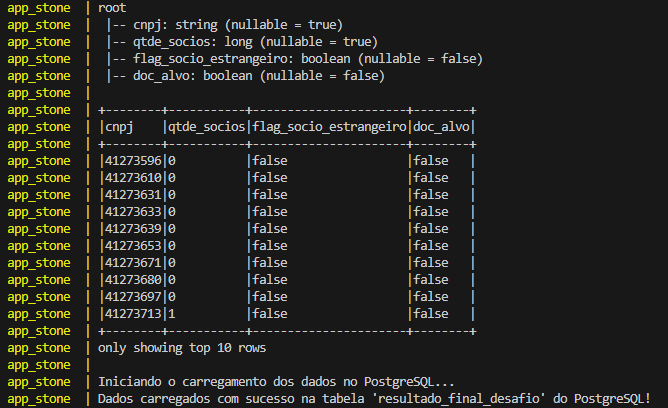 app_stone | root
app_stone |  |-- cnpj: string (nullable = true)
app_stone |  |-- qtde_socios: long (nullable = true)
app_stone |  |-- flag_socio_estrangeiro: boolean (nullable = false)
app_stone |  |-- doc_alvo: boolean (nullable = false)
app_stone |
app_stone | +--------+-----------+----------------------+--------+
app_stone | |cnpj    |qtde_socios|flag_socio_estrangeiro|doc_alvo|
app_stone | +--------+-----------+----------------------+--------+
app_stone | |41273596|0          |false                 |false   |
app_stone | |41273610|0          |false                 |false   |
app_stone | |41273631|0          |false                 |false   |
app_stone | |41273633|0          |false                 |false   |
app_stone | |41273639|0          |false                 |false   |
app_stone | |41273653|0          |false                 |false   |
app_stone | |41273671|0          |false                 |false   |
app_stone | |41273680|0          |false                 |false   |
app_stone | |41273697|0          |false                 |false   |
app_stone | |41273713|1          |false                 |false   |
app_stone | +--------+-----------+----------------------+--------+
app_stone | only showing top 10 rows
app_stone |
app_stone | Iniciando o carregamento dos dados no PostgreSQL...
app_stone | Dados carregados com sucesso na tabela 'resultado_final_desafio' do PostgreSQL!